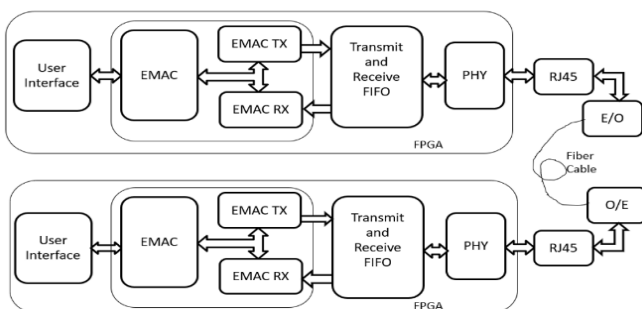 User
Interface
EMAC
EMAC TX
EMAC RX
Transmit
and
Receive
FIFO
PHY
RJ45
E/O
FPGA
Fiber
Cable
User
Interface
EMAC
EMAC TX
EMAC RX
Transmit
and
Receive
FIFO
PHY
RJ45
O/E
FPGA